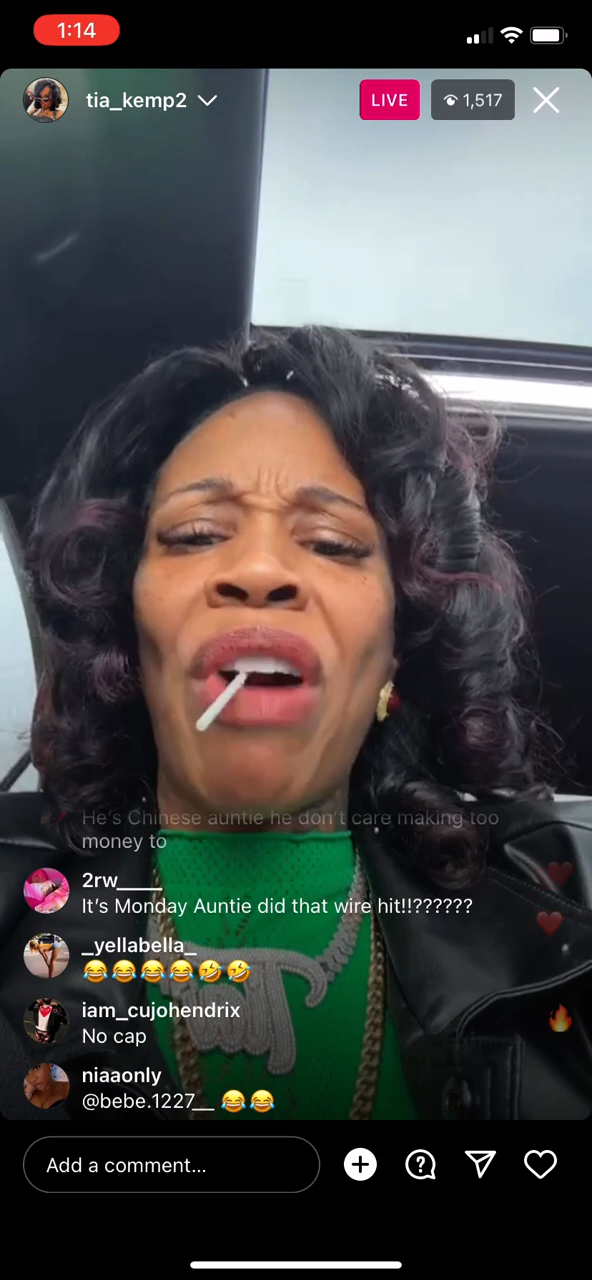 1:14
tia_kemp2
LIVE
1,517
He's Chinese auntie he don't care making too
money to
2rw____
It's Monday Auntie did that wire hit!!??????
_yellabella_
😂😂😂😂🤣🤣
iam_cujohendrix
No cap
niaaonly
@bebe.1227__ 😂😂
Tia
Add a comment...